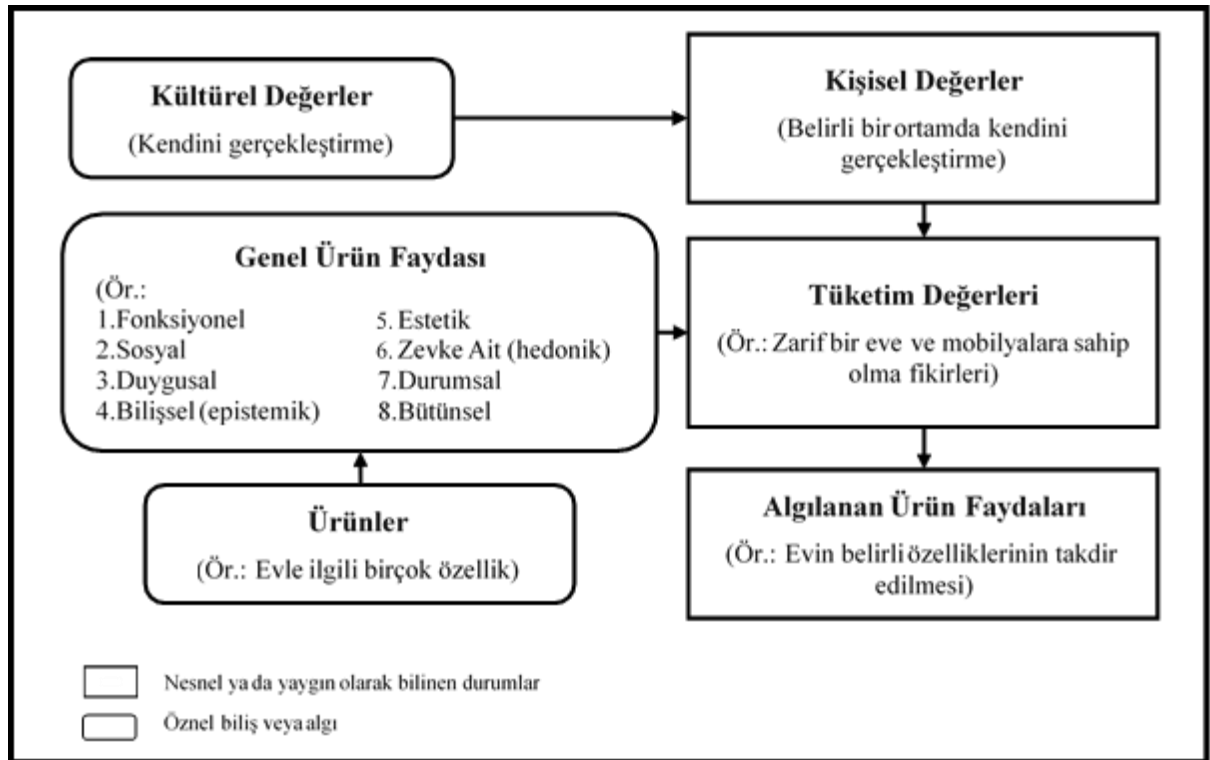 Kültürel Değerler
(Kendini gerçekleştirme)
Kişisel Değerler
(Belirli bir ortamda kendini
gerçekleştirme)
Genel Ürün Faydası
(Ör.:
1.Fonksiyonel
2.Sosyal
3.Duygusal
4.Bilişsel (epistemik)
5. Estetik
6. Zevke Ait (hedonik)
7.Durumsal
8.Bütünsel
Tüketim Değerleri
(Ör.: Zarif bir eve ve mobilyalara sahip
olma fikirleri)
Ürünler
(Ör.: Evle ilgili birçok özellik)
Algılanan Ürün Faydaları
(Ör.: Evin belirli özelliklerinin takdir
edilmesi)
Nesnel ya da yaygın olarak bilinen durumlar
Öznel biliş veya algı